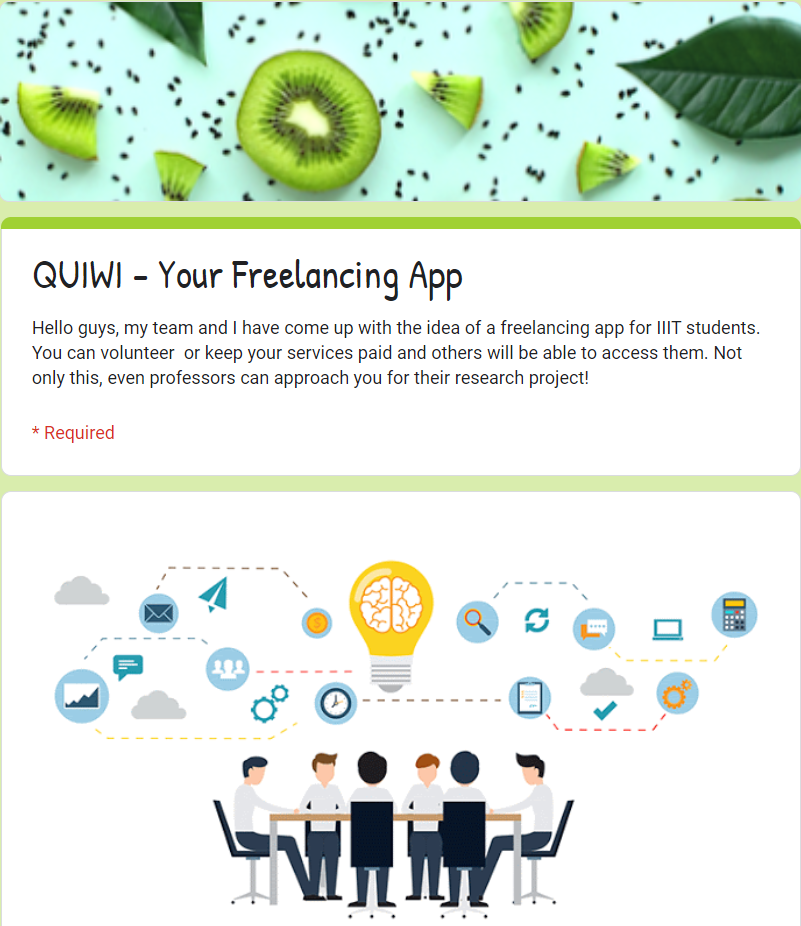 QUIWI - Your Freelancing App
Hello guys, my team and I have come up with the idea of a freelancing app for IIIT students.
You can volunteer  or keep your services paid and others will be able to access them. Not
only this, even professors can approach you for their research project!
* Required